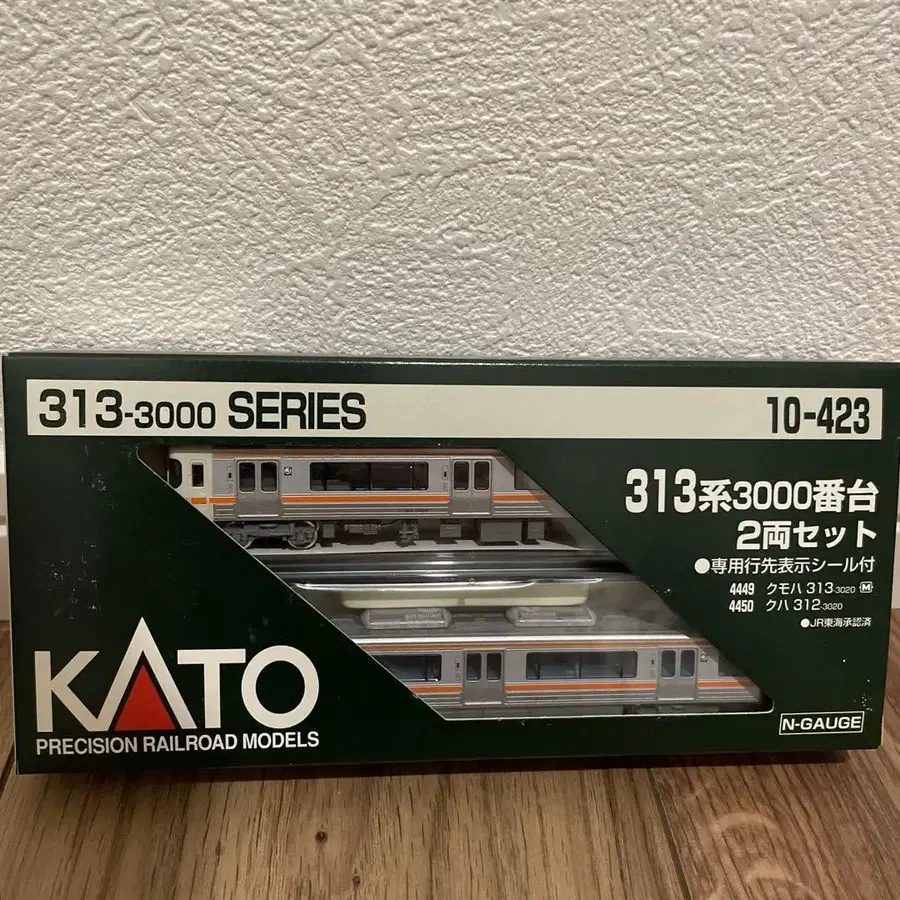 313-3000 SERIES
10-423
313系3000番台
2両セット
●専用行先表示シール付
4449 クモハ 313-3020 M
4450 クハ 312-3020
●JR東海承認済
KATO
PRECISION RAILROAD MODELS
N-GAUGE